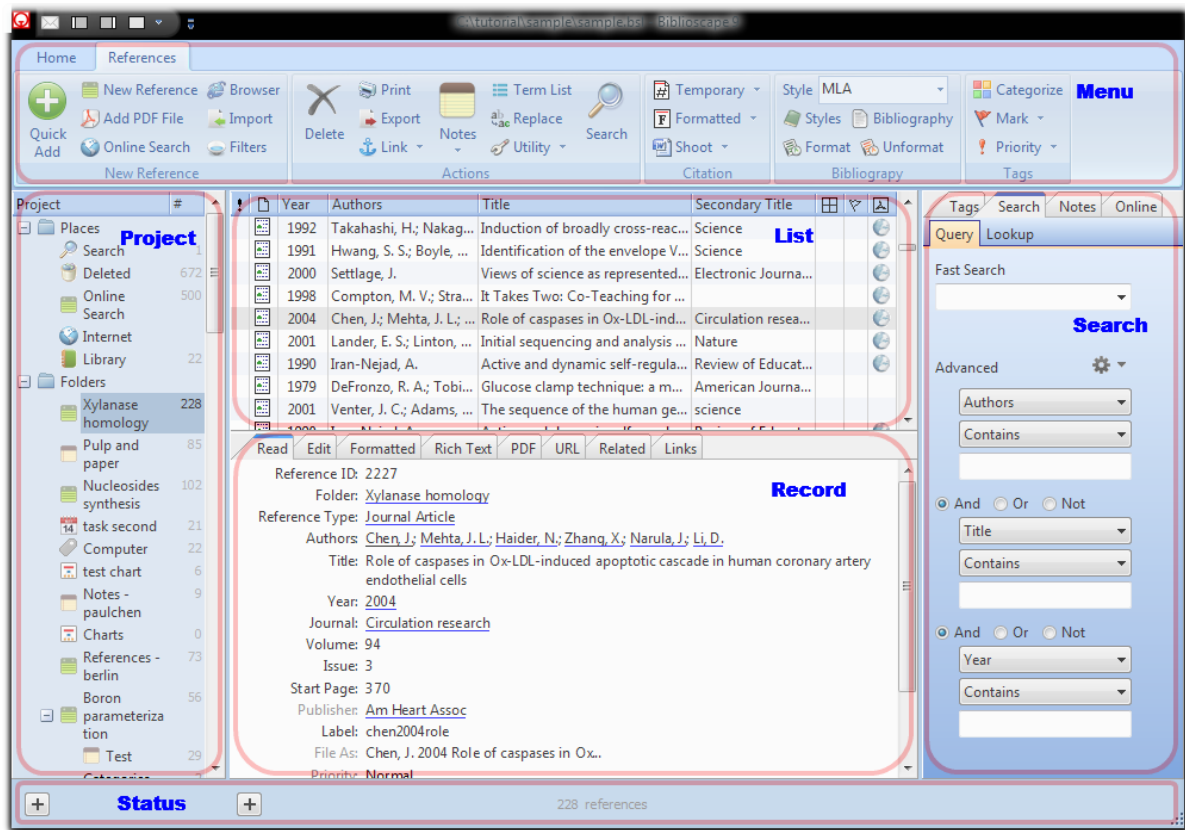 C:\tutorial\sample\sample.bs - Biblioscape 9
Home References
New Reference Browser
Add PDF File Import
Quick Add
Online Search Filters
New Reference
Delete
Print
Export
Link
Notes
Term List
Replace
Utility
Search
Actions
Temporary
Formatted
Shoot
Citation
Style MLA
Styles Bibliography
Format Unformat
Bibliograpy
Categorize
Mark
Priority
Tags
Menu
Project #
Places
Project
Search 1
Deleted 672
Online Search 500
Internet
Library 22
Folders
Xylanase homology 228
Pulp and paper 85
Nucleosides synthesis 102
task second 21
Computer 22
test chart 6
Notes - paulchen 9
Charts 0
References - berlin 73
Boron parameterization 56
Test 29
Categories 2
! Year Authors Title Secondary Title
List
1992 Takahashi, H.; Nakag... Induction of broadly cross-reac... Science
1991 Hwang, S. S.; Boyle, ... Identification of the envelope V... Science
2000 Settlage, J. Views of science as represented... Electronic Journa...
1998 Compton, M. V.; Stra... It Takes Two: Co-Teaching for ...
2004 Chen, J.; Mehta, J. L.; ... Role of caspases in Ox-LDL-ind... Circulation resea...
2001 Lander, E. S.; Linton, ... Initial sequencing and analysis ... Nature
1990 Iran-Nejad, A. Active and dynamic self-regula... Review of Educat...
1979 DeFronzo, R. A.; Tobi... Glucose clamp technique: a m... American Journa...
2001 Venter, J. C.; Adams, ... The sequence of the human ge... science
Read Edit Formatted Rich Text PDF URL Related Links
Record
Reference ID: 2227
Folder: Xylanase homology
Reference Type: Journal Article
Authors: Chen, J.; Mehta, J. L.; Haider, N.; Zhang, X.; Narula, J.; Li, D.
Title: Role of caspases in Ox-LDL-induced apoptotic cascade in human coronary artery
endothelial cells
Year: 2004
Journal: Circulation research
Volume: 94
Issue: 3
Start Page: 370
Publisher: Am Heart Assoc
Label: chen2004role
File As: Chen, J. 2004 Role of caspases in Ox...
Priority: Normal
Tags Search Notes Online
Query Lookup
Fast Search
Search
Advanced
Authors
Contains
And Or Not
Title
Contains
And Or Not
Year
Contains
Status
228 references